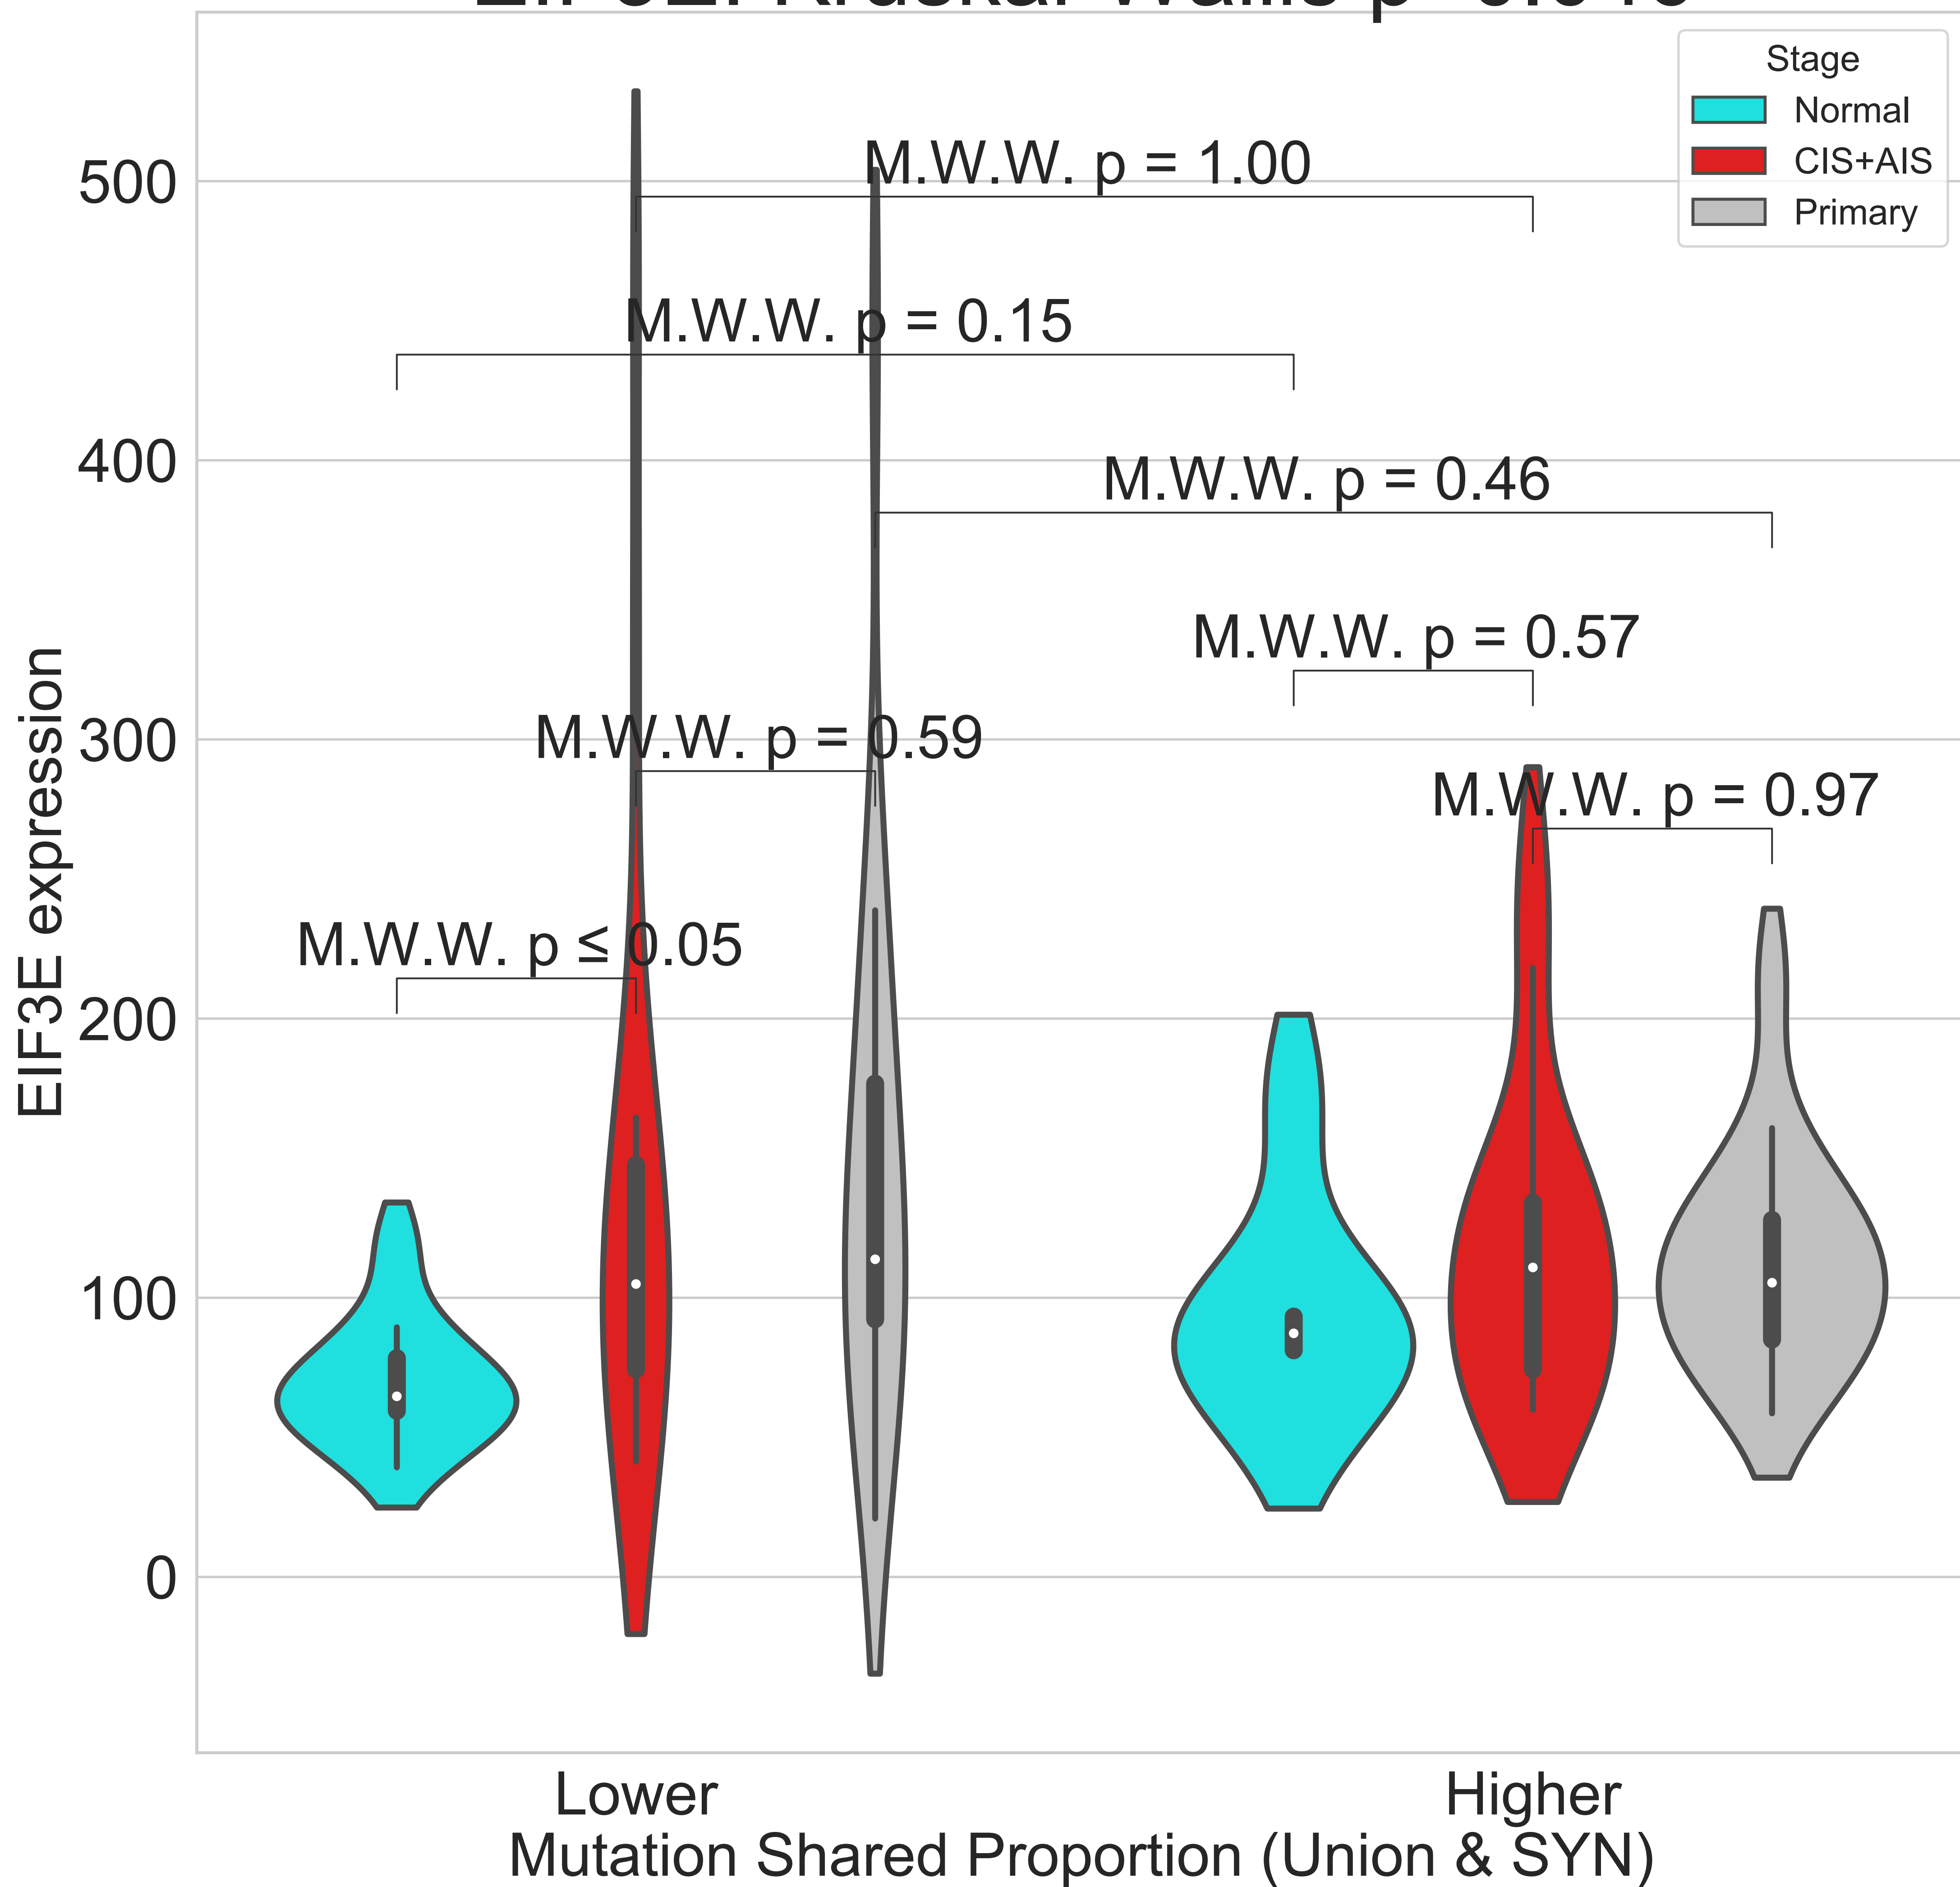 Stage
Normal
CIS+AIS
Primary
M.W.W. p = 1.00
M.W.W. p = 0.15
M.W.W. p = 0.46
M.W.W. p = 0.57
M.W.W. p = 0.59
M.W.W. p = 0.97
M.W.W. p ≤ 0.05
EIF3E expression
500
400
300
200
100
0
Lower
Higher
Mutation Shared Proportion (Union & SYN)